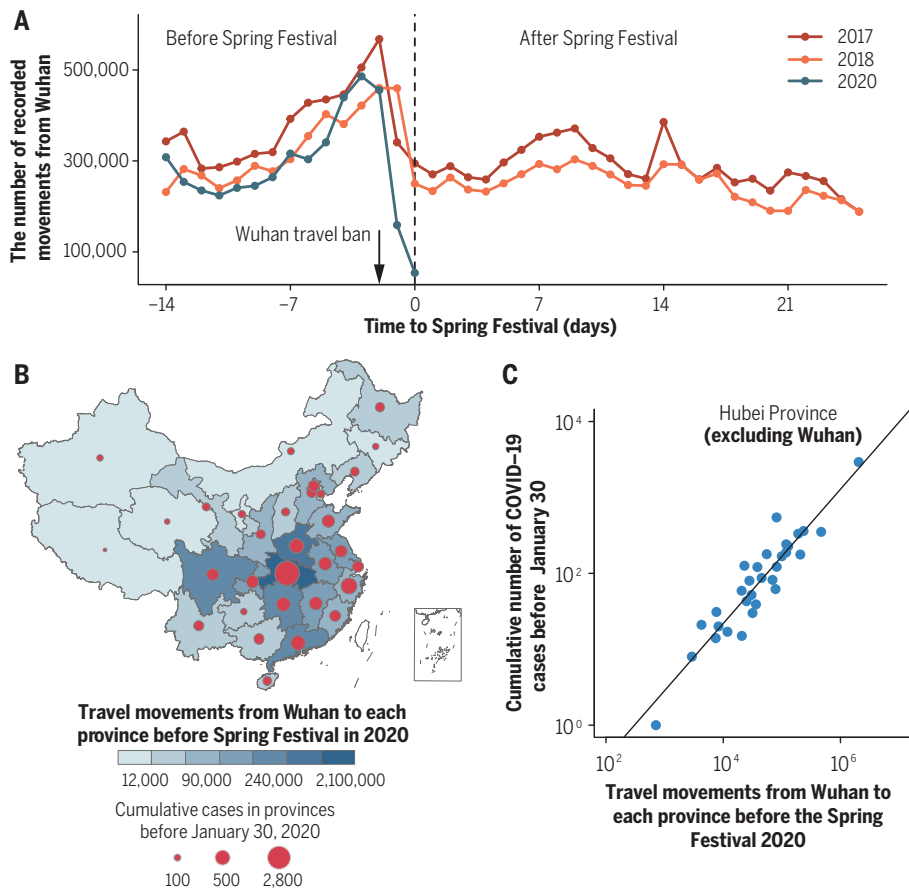 A
Before Spring Festival
After Spring Festival
2017
2018
2020
The number of recorded
movements from Wuhan
500,000
300,000
100,000
Wuhan travel ban
−14
−7
0
7
14
21
Time to Spring Festival (days)
B
Travel movements from Wuhan to each
province before Spring Festival in 2020
12,000
90,000
240,000
2,100,000
Cumulative cases in provinces
before January 30, 2020
100
500
2,800
C
Hubei Province
(excluding Wuhan)
Cumulative number of COVID–19
cases before January 30
10⁴
10²
10⁰
10²
10⁴
10⁶
Travel movements from Wuhan to
each province before the Spring
Festival 2020